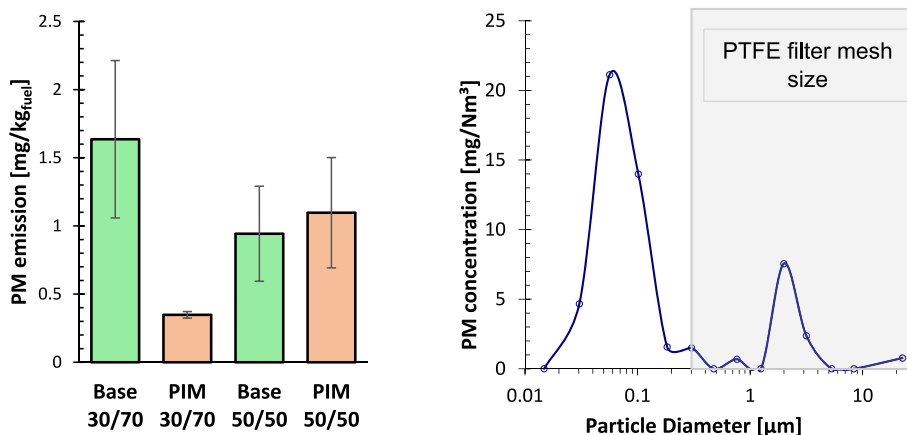 PM emission [mg/kgfuel]
2.5
2
1.5
1
0.5
0
Base
30/70
PIM
30/70
Base
50/50
PIM
50/50
PM concentration [mg/Nm³]
25
20
15
10
5
0
PTFE filter mesh
size
0.01
0.1
1
10
Particle Diameter [µm]